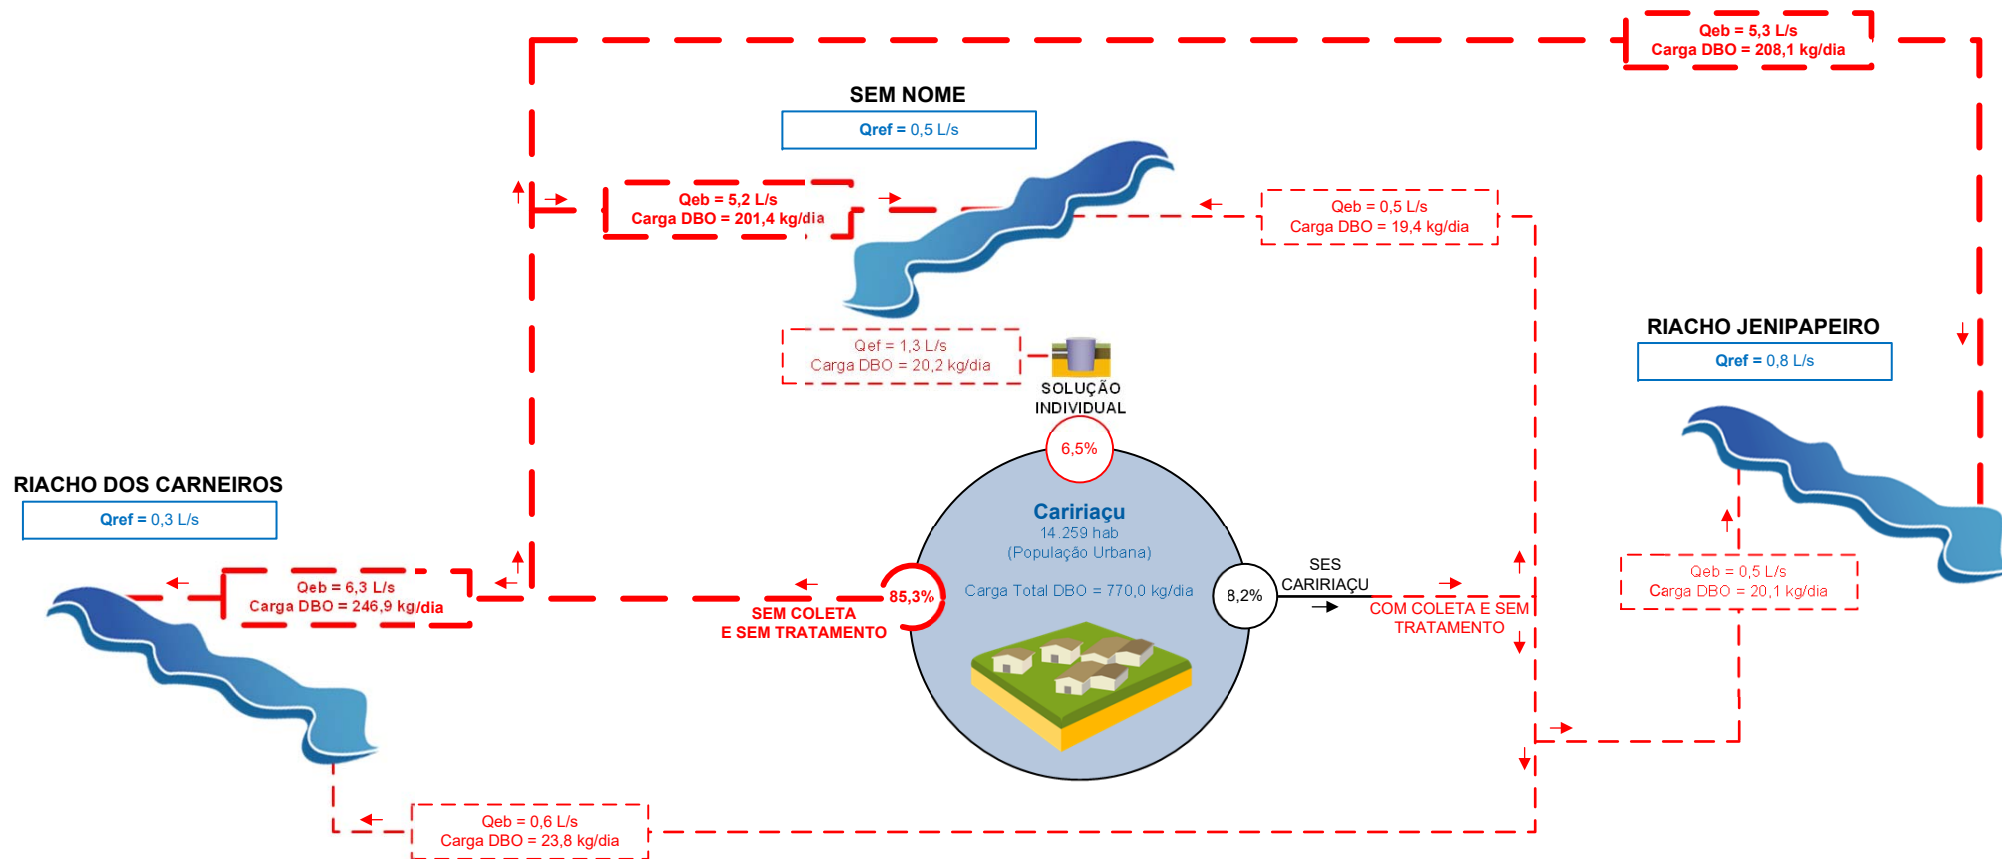 Qeb = 5,3 L/s
Carga DBO = 208,1 kg/dia
SEM NOME
Qref = 0,5 L/s
Qeb = 5,2 L/s
Carga DBO = 201,4 kg/dia
Qeb = 0,5 L/s
Carga DBO = 19,4 kg/dia
Qef = 1,3 L/s
Carga DBO = 20,2 kg/dia
SOLUÇÃO
INDIVIDUAL
RIACHO JENIPAPEIRO
Qref = 0,8 L/s
6,5%
RIACHO DOS CARNEIROS
Qref = 0,3 L/s
Caririaçu
14.259 hab
(População Urbana)
Carga Total DBO = 770,0 kg/dia
Qeb = 6,3 L/s
Carga DBO = 246,9 kg/dia
85,3%
SEM COLETA
E SEM TRATAMENTO
8,2%
SES
CARIRIAÇU
COM COLETA E SEM
TRATAMENTO
Qeb = 0,5 L/s
Carga DBO = 20,1 kg/dia
Qeb = 0,6 L/s
Carga DBO = 23,8 kg/dia